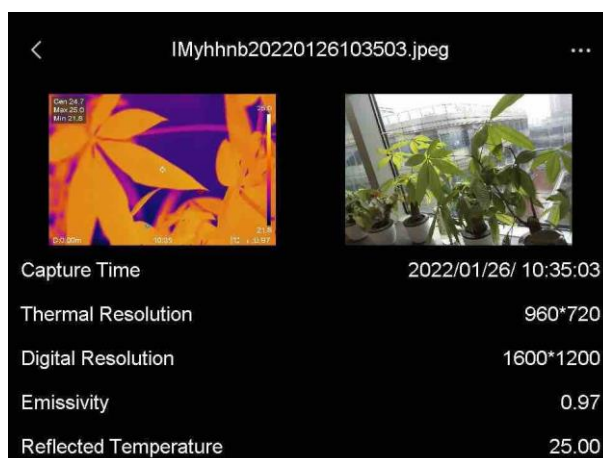 IMyhhnb20220126103503.jpeg
Cen 24.7
Max 25.0
Min 21.8
25.0
21.8
Capture Time 2022/01/26/ 10:35:03
Thermal Resolution 960*720
Digital Resolution 1600*1200
Emissivity 0.97
Reflected Temperature 25.00